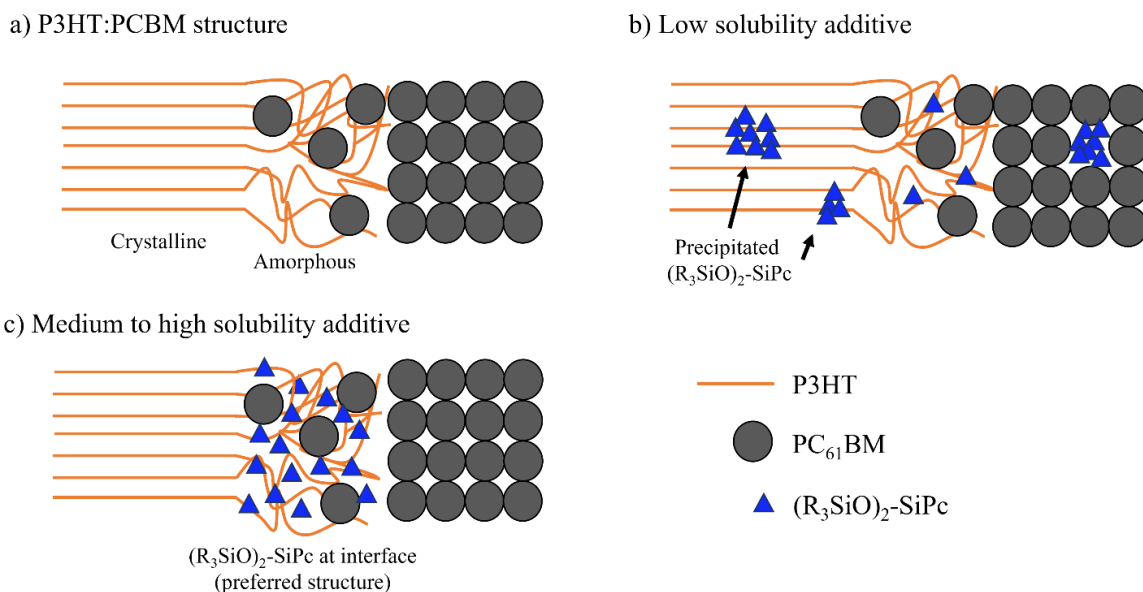 a) P3HT:PCBM structure
Crystalline
Amorphous
b) Low solubility additive
Precipitated
(R₃SiO)₂-SiPc
c) Medium to high solubility additive
(R₃SiO)₂-SiPc at interface
(preferred structure)
P3HT
PC₆₁BM
(R₃SiO)₂-SiPc